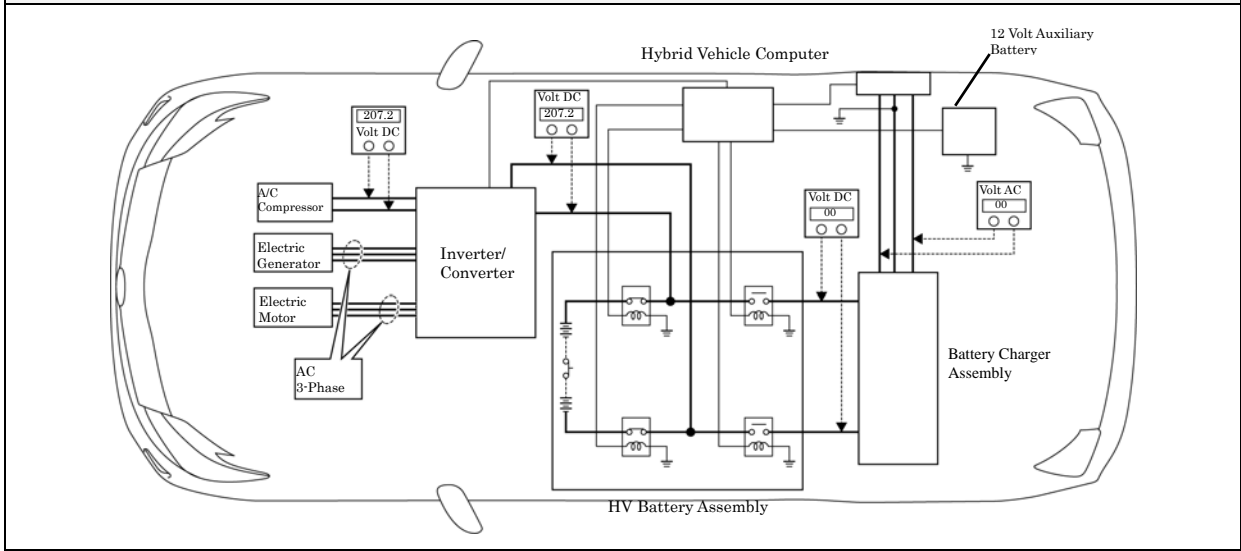 12 Volt Auxiliary
Battery
Hybrid Vehicle Computer
Volt DC
207.2
207.2
Volt DC
Volt DC
00
Volt AC
00
A/C
Compressor
Electric
Generator
Electric
Motor
Inverter/
Converter
AC
3-Phase
Battery Charger
Assembly
HV Battery Assembly